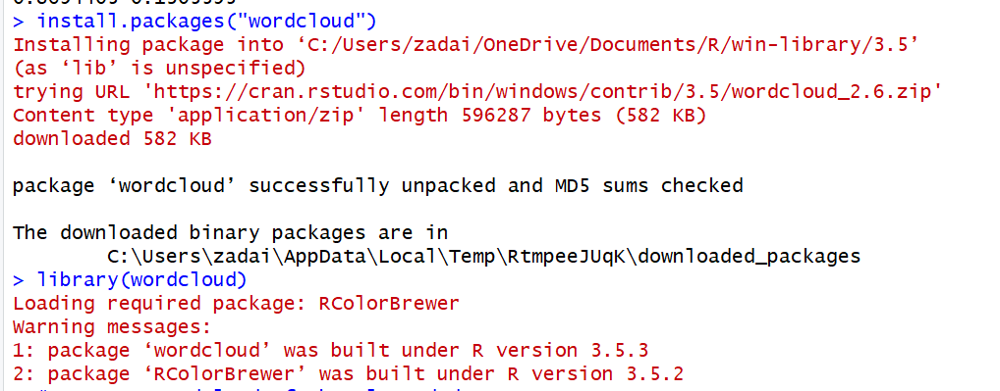 > install.packages("wordcloud")
Installing package into ‘C:/Users/zadai/OneDrive/Documents/R/win-library/3.5’
(as ‘lib’ is unspecified)
trying URL 'https://cran.rstudio.com/bin/windows/contrib/3.5/wordcloud_2.6.zip'
Content type 'application/zip' length 596287 bytes (582 KB)
downloaded 582 KB
package ‘wordcloud’ successfully unpacked and MD5 sums checked
The downloaded binary packages are in
C:\Users\zadai\AppData\Local\Temp\RtmpeeJUqK\downloaded_packages
> library(wordcloud)
Loading required package: RColorBrewer
Warning messages:
1: package ‘wordcloud’ was built under R version 3.5.3
2: package ‘RColorBrewer’ was built under R version 3.5.2